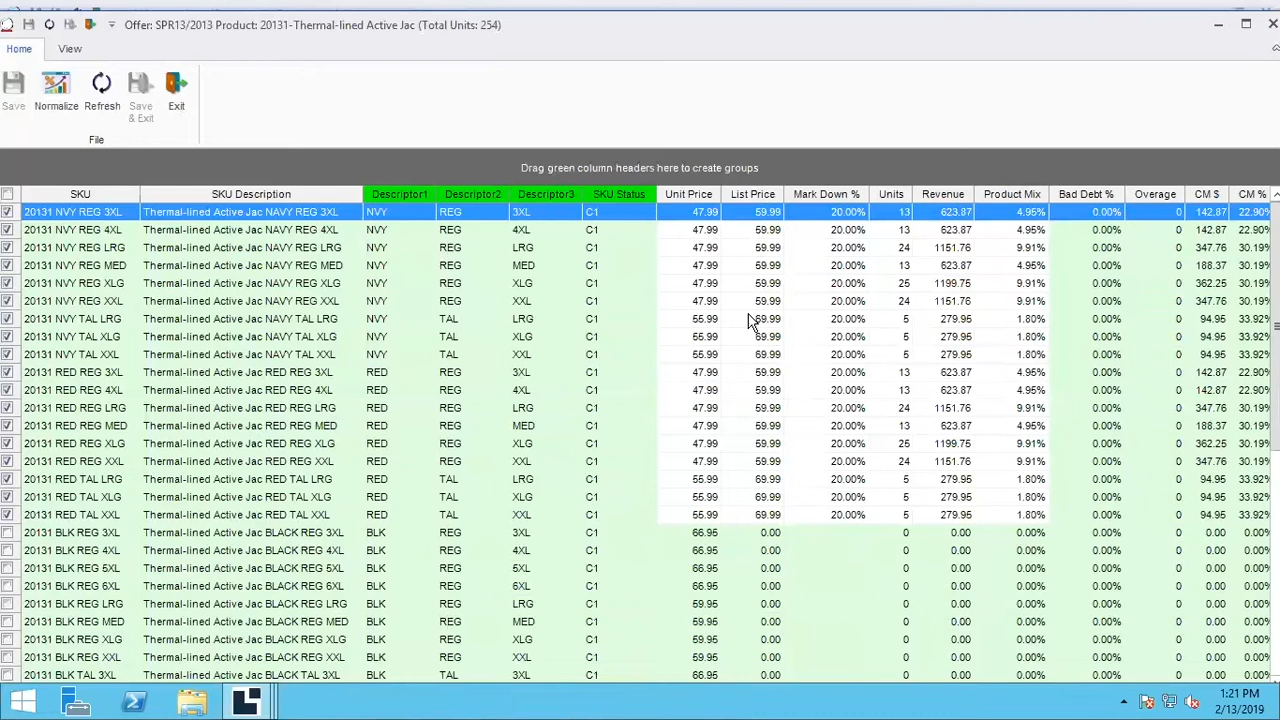 Offer: SPR13/2013 Product: 20131-Thermal-lined Active Jac (Total Units: 254)
Home View
Save Normalize Refresh Save & Exit Exit
File
Drag green column headers here to create groups
SKU SKU Description Descriptor1 Descriptor2 Descriptor3 SKU Status Unit Price List Price Mark Down % Units Revenue Product Mix Bad Debt % Overage CM $ CM %
20131 NVY REG 3XL Thermal-lined Active Jac NAVY REG 3XL NVY REG 3XL C1 47.99 59.99 20.00% 13 623.87 4.95% 0.00% 0 142.87 22.90%
20131 NVY REG 4XL Thermal-lined Active Jac NAVY REG 4XL NVY REG 4XL C1 47.99 59.99 20.00% 13 623.87 4.95% 0.00% 0 142.87 22.90%
20131 NVY REG LRG Thermal-lined Active Jac NAVY REG LRG NVY REG LRG C1 47.99 59.99 20.00% 24 1151.76 9.91% 0.00% 0 347.76 30.19%
20131 NVY REG MED Thermal-lined Active Jac NAVY REG MED NVY REG MED C1 47.99 59.99 20.00% 13 623.87 4.95% 0.00% 0 188.37 30.19%
20131 NVY REG XLG Thermal-lined Active Jac NAVY REG XLG NVY REG XLG C1 47.99 59.99 20.00% 25 1199.75 9.91% 0.00% 0 362.25 30.19%
20131 NVY REG XXL Thermal-lined Active Jac NAVY REG XXL NVY REG XXL C1 47.99 59.99 20.00% 24 1151.76 9.91% 0.00% 0 347.76 30.19%
20131 NVY TAL LRG Thermal-lined Active Jac NAVY TAL LRG NVY TAL LRG C1 55.99 69.99 20.00% 5 279.95 1.80% 0.00% 0 94.95 33.92%
20131 NVY TAL XLG Thermal-lined Active Jac NAVY TAL XLG NVY TAL XLG C1 55.99 69.99 20.00% 5 279.95 1.80% 0.00% 0 94.95 33.92%
20131 NVY TAL XXL Thermal-lined Active Jac NAVY TAL XXL NVY TAL XXL C1 55.99 69.99 20.00% 5 279.95 1.80% 0.00% 0 94.95 33.92%
20131 RED REG 3XL Thermal-lined Active Jac RED REG 3XL RED REG 3XL C1 47.99 59.99 20.00% 13 623.87 4.95% 0.00% 0 142.87 22.90%
20131 RED REG 4XL Thermal-lined Active Jac RED REG 4XL RED REG 4XL C1 47.99 59.99 20.00% 13 623.87 4.95% 0.00% 0 142.87 22.90%
20131 RED REG LRG Thermal-lined Active Jac RED REG LRG RED REG LRG C1 47.99 59.99 20.00% 24 1151.76 9.91% 0.00% 0 347.76 30.19%
20131 RED REG MED Thermal-lined Active Jac RED REG MED RED REG MED C1 47.99 59.99 20.00% 13 623.87 4.95% 0.00% 0 188.37 30.19%
20131 RED REG XLG Thermal-lined Active Jac RED REG XLG RED REG XLG C1 47.99 59.99 20.00% 25 1199.75 9.91% 0.00% 0 362.25 30.19%
20131 RED REG XXL Thermal-lined Active Jac RED REG XXL RED REG XXL C1 47.99 59.99 20.00% 24 1151.76 9.91% 0.00% 0 347.76 30.19%
20131 RED TAL LRG Thermal-lined Active Jac RED TAL LRG RED TAL LRG C1 55.99 69.99 20.00% 5 279.95 1.80% 0.00% 0 94.95 33.92%
20131 RED TAL XLG Thermal-lined Active Jac RED TAL XLG RED TAL XLG C1 55.99 69.99 20.00% 5 279.95 1.80% 0.00% 0 94.95 33.92%
20131 RED TAL XXL Thermal-lined Active Jac RED TAL XXL RED TAL XXL C1 55.99 69.99 20.00% 5 279.95 1.80% 0.00% 0 94.95 33.92%
20131 BLK REG 3XL Thermal-lined Active Jac BLACK REG 3XL BLK REG 3XL C1 66.95 0.00 0 0.00 0.00% 0.00% 0 0.00 0.00%
20131 BLK REG 4XL Thermal-lined Active Jac BLACK REG 4XL BLK REG 4XL C1 66.95 0.00 0 0.00 0.00% 0.00% 0 0.00 0.00%
20131 BLK REG 5XL Thermal-lined Active Jac BLACK REG 5XL BLK REG 5XL C1 66.95 0.00 0 0.00 0.00% 0.00% 0 0.00 0.00%
20131 BLK REG 6XL Thermal-lined Active Jac BLACK REG 6XL BLK REG 6XL C1 66.95 0.00 0 0.00 0.00% 0.00% 0 0.00 0.00%
20131 BLK REG LRG Thermal-lined Active Jac BLACK REG LRG BLK REG LRG C1 59.95 0.00 0 0.00 0.00% 0.00% 0 0.00 0.00%
20131 BLK REG MED Thermal-lined Active Jac BLACK REG MED BLK REG MED C1 59.95 0.00 0 0.00 0.00% 0.00% 0 0.00 0.00%
20131 BLK REG XLG Thermal-lined Active Jac BLACK REG XLG BLK REG XLG C1 59.95 0.00 0 0.00 0.00% 0.00% 0 0.00 0.00%
20131 BLK REG XXL Thermal-lined Active Jac BLACK REG XXL BLK REG XXL C1 59.95 0.00 0 0.00 0.00% 0.00% 0 0.00 0.00%
20131 BLK TAL 3XL Thermal-lined Active Jac BLACK TAL 3XL BLK TAL 3XL C1 66.95 0.00 0 0.00 0.00% 0.00% 0 0.00 0.00%
1:21 PM
2/13/2019